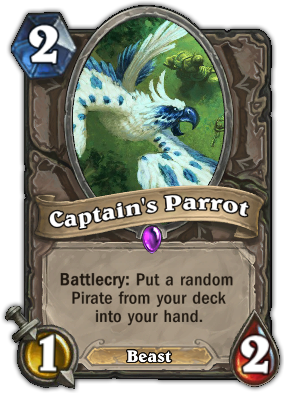 2
Captain's Parrot
Battlecry: Put a random
Pirate from your deck
into your hand.
1
Beast
2